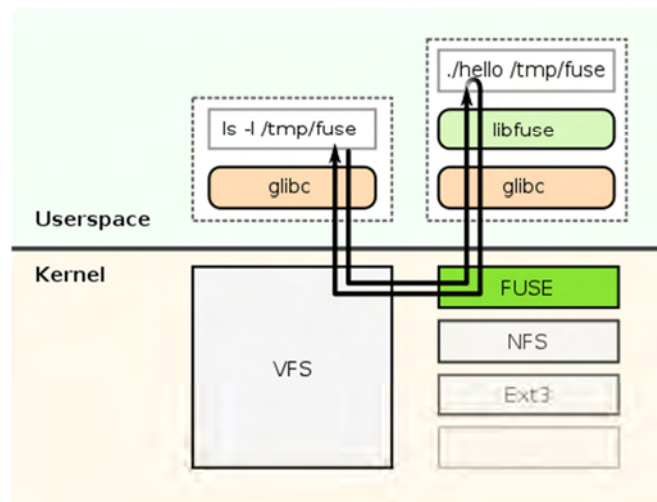 ./hello /tmp/fuse
ls -l /tmp/fuse
libfuse
glibc
glibc
Userspace
Kernel
FUSE
NFS
VFS
Ext3